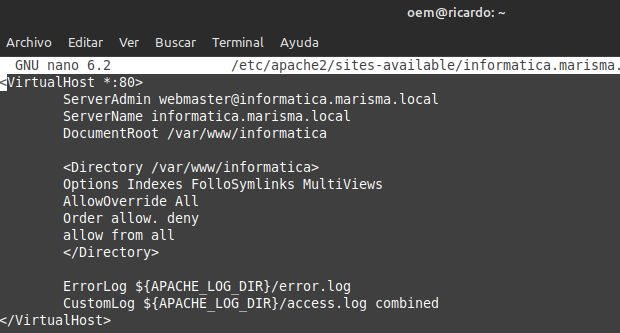 oem@ricardo: ~
Archivo Editar Ver Buscar Terminal Ayuda
GNU nano 6.2 /etc/apache2/sites-available/informatica.marisma.
<VirtualHost *:80>
ServerAdmin webmaster@informatica.marisma.local
ServerName informatica.marisma.local
DocumentRoot /var/www/informatica
<Directory /var/www/informatica>
Options Indexes FolloSymlinks MultiViews
AllowOverride All
Order allow. deny
allow from all
</Directory>
ErrorLog ${APACHE_LOG_DIR}/error.log
CustomLog ${APACHE_LOG_DIR}/access.log combined
</VirtualHost>